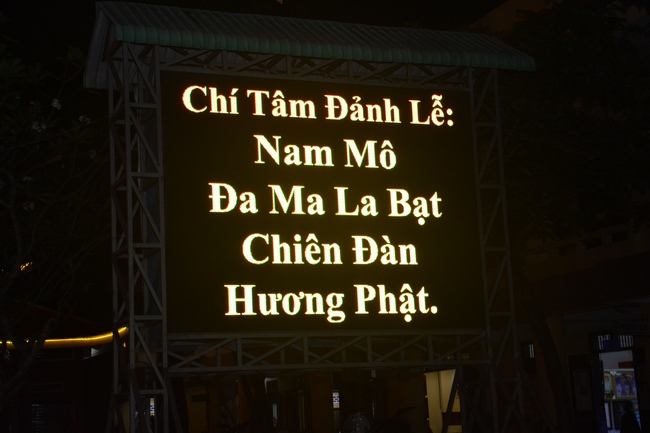 Chí Tâm Đảnh Lễ:
Nam Mô
Đa Ma La Bạt
Chiên Đàn
Hương Phật.